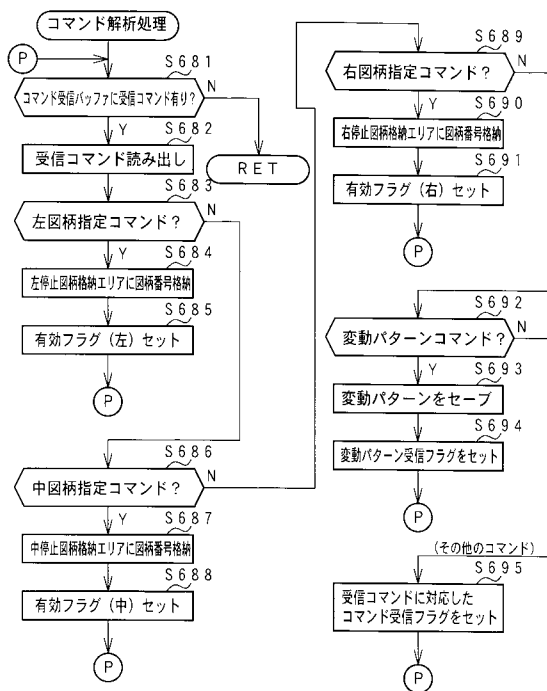 コマンド解析処理
P
S681
コマンド受信バッファに受信コマンド有り?
N
Y
S682
受信コマンド読み出し
RET
S683
左図柄指定コマンド?
N
Y
S684
左停止図柄格納エリアに図柄番号格納
S685
有効フラグ(左)セット
P
S686
中図柄指定コマンド?
N
Y
S687
中停止図柄格納エリアに図柄番号格納
S688
有効フラグ(中)セット
P
S689
右図柄指定コマンド?
N
Y
S690
右停止図柄格納エリアに図柄番号格納
S691
有効フラグ(右)セット
P
S692
変動パターンコマンド?
N
Y
S693
変動パターンをセーブ
S694
変動パターン受信フラグをセット
P
(その他のコマンド)
S695
受信コマンドに対応した
コマンド受信フラグをセット
P